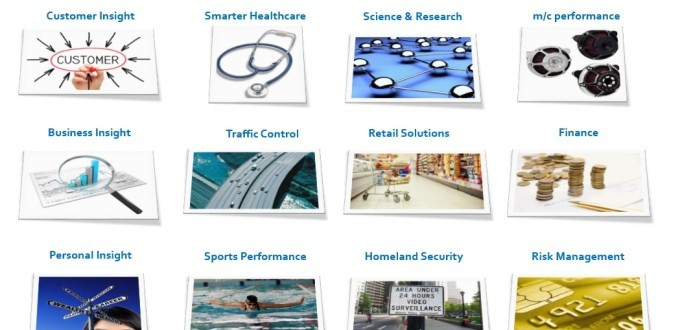 Customer Insight
Smarter Healthcare
Science & Research
m/c performance
CUSTOMER
Business Insight
Traffic Control
Retail Solutions
Finance
Personal Insight
Sports Performance
Homeland Security
Risk Management
AREA UNDER
24 HOURS
VIDEO
SURVEILLANCE